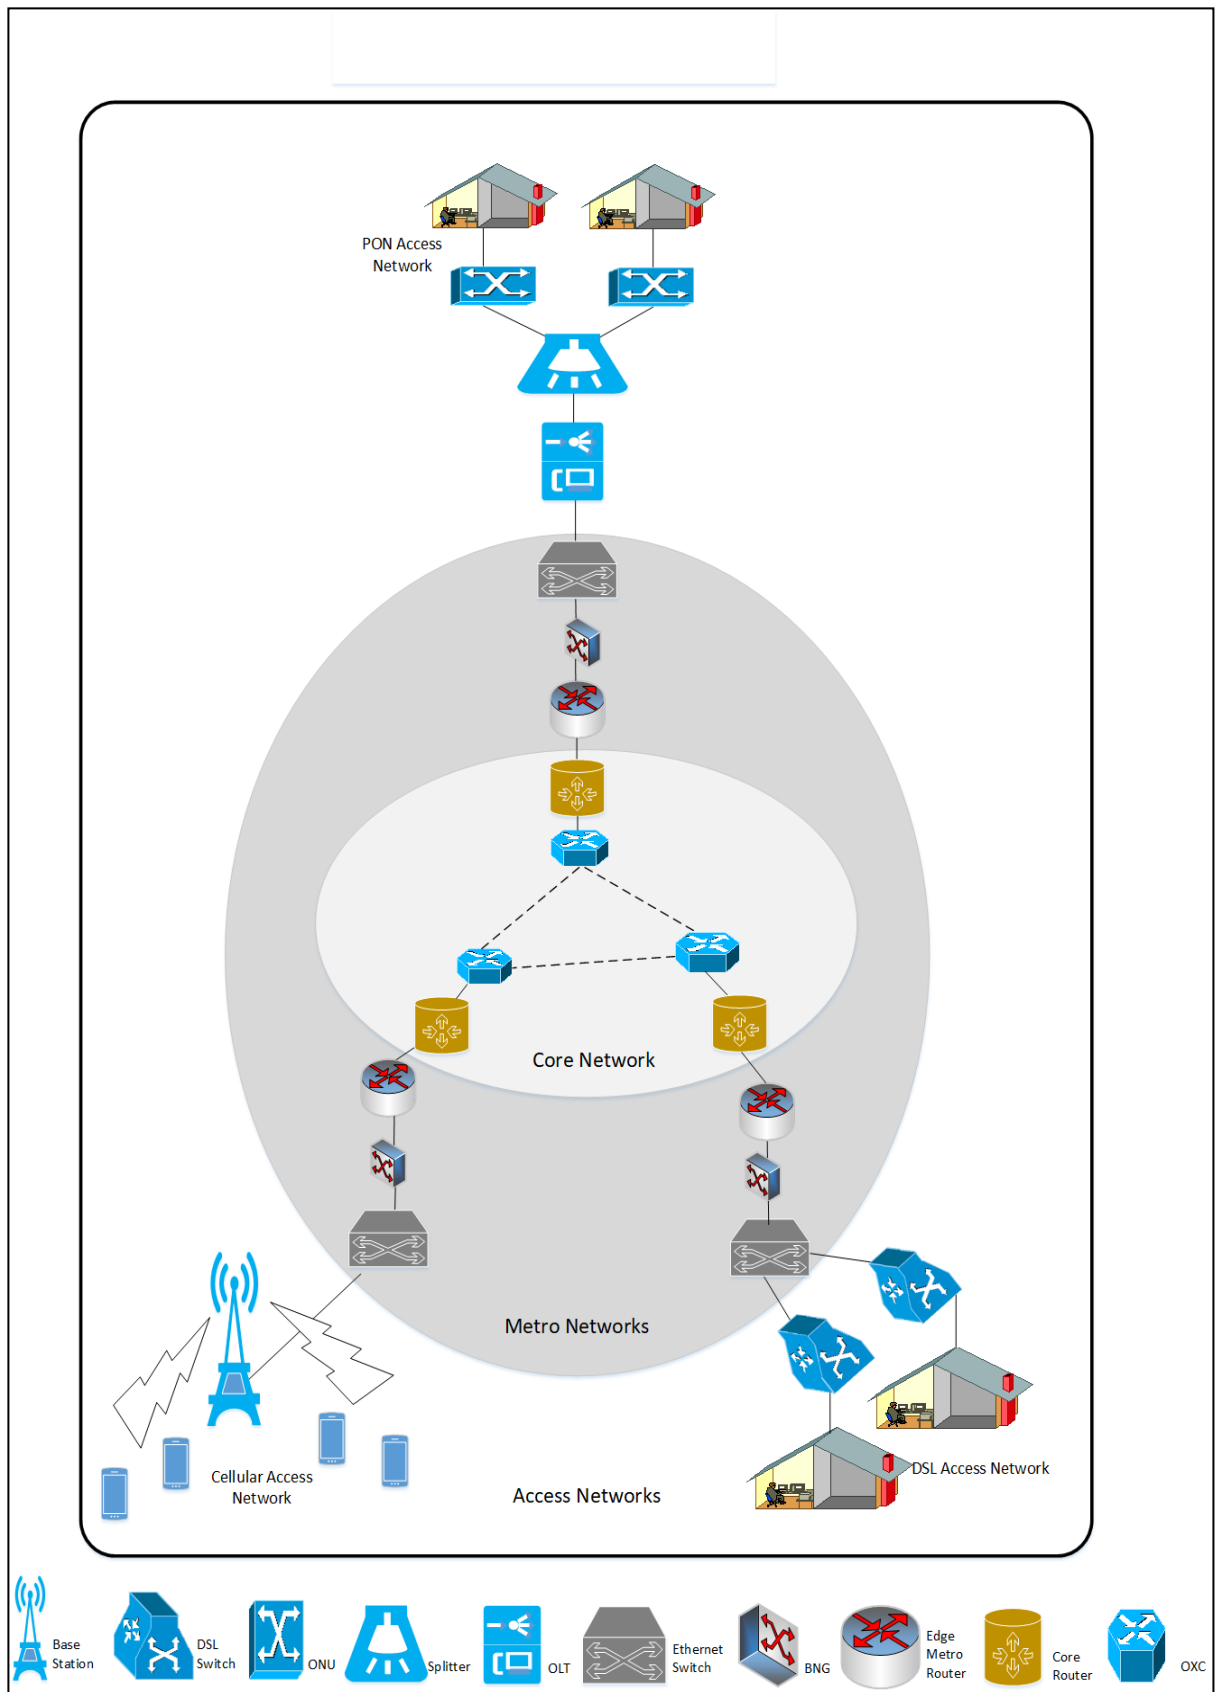 PON Access
Network
Core Network
Metro Networks
Cellular Access
Network
DSL Access Network
Access Networks
Base
Station
DSL
Switch
ONU
Splitter
OLT
Ethernet
Switch
BNG
Edge
Metro
Router
Core
Router
OXC